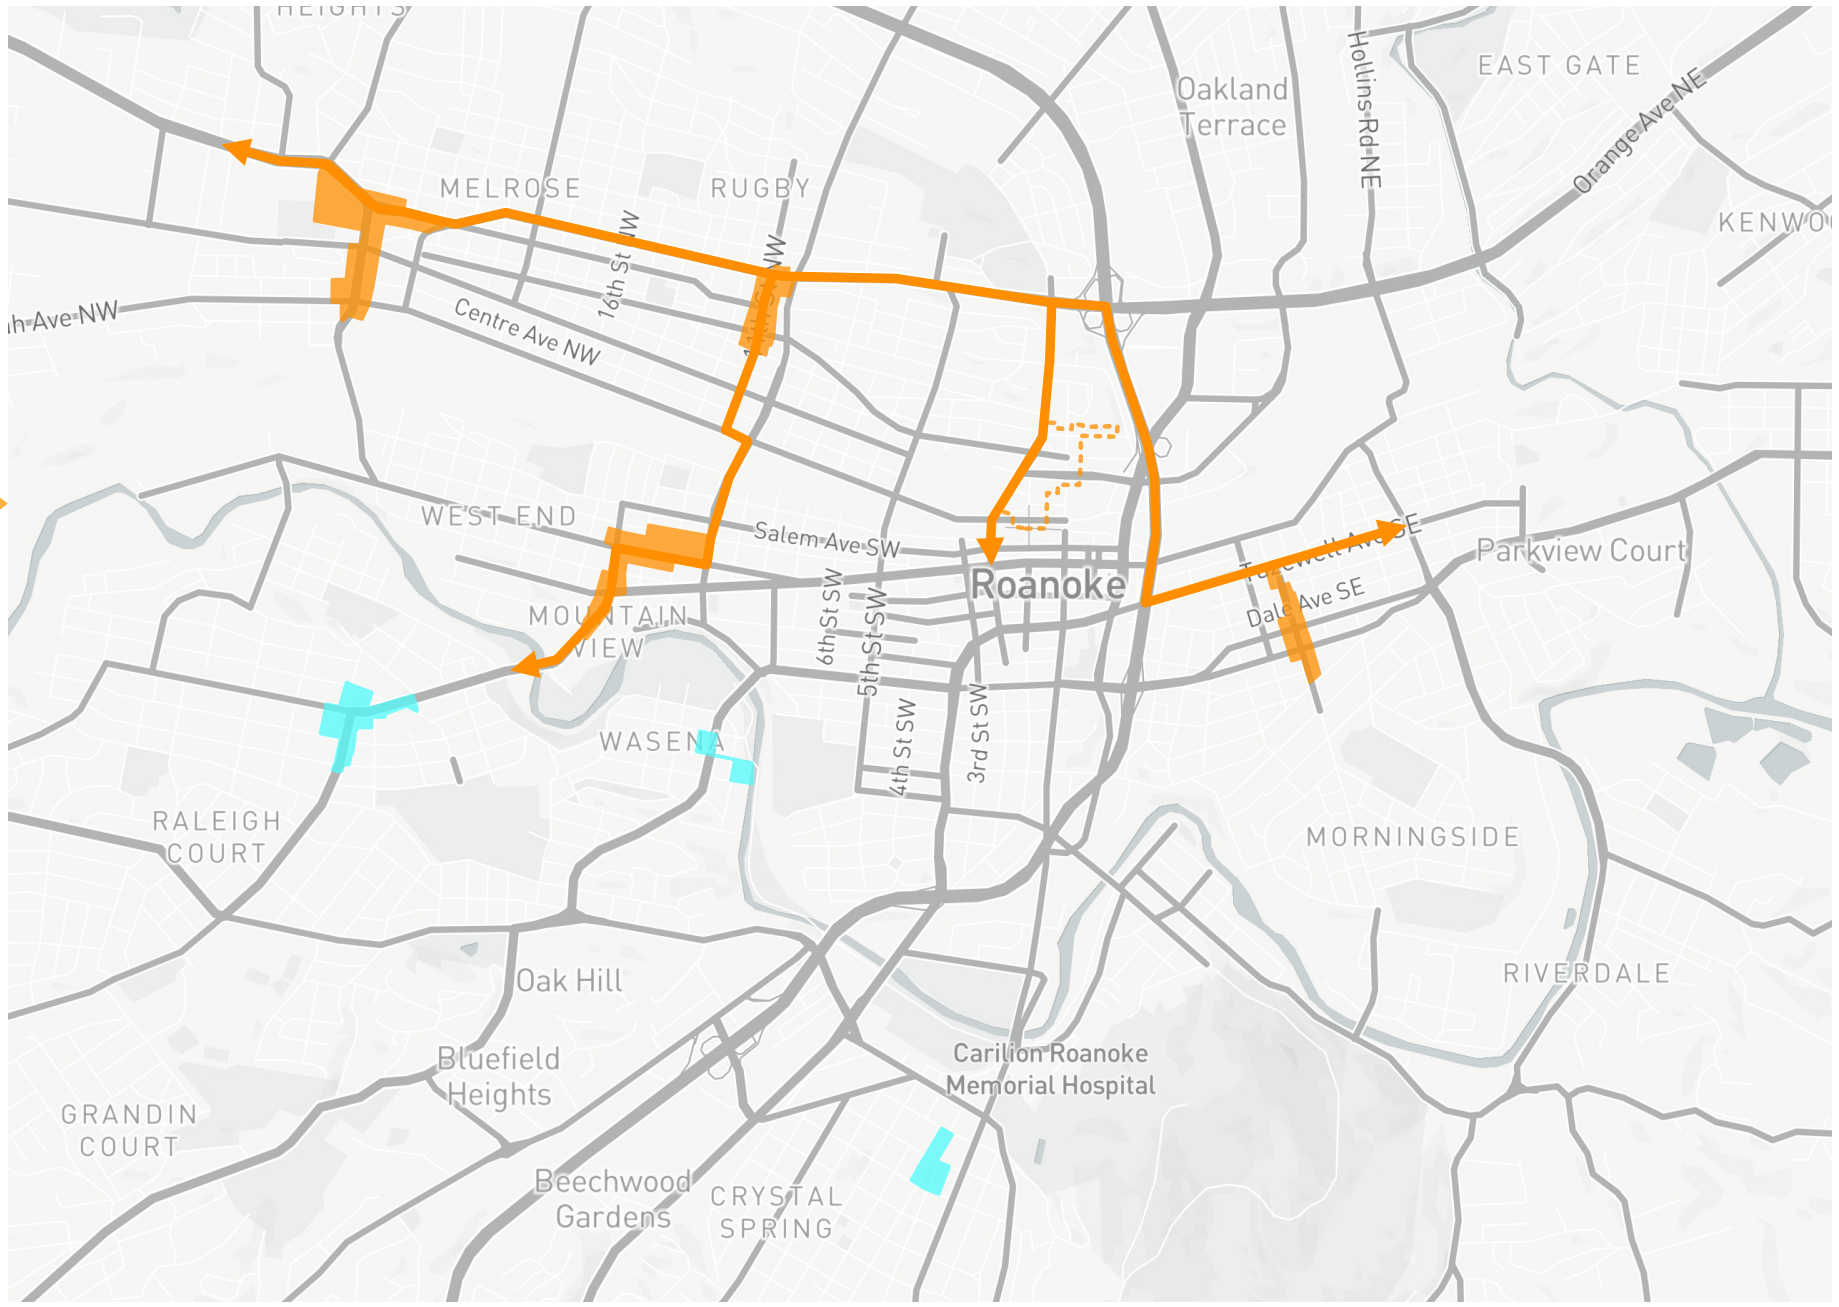 HEIGHTS
EAST GATE
Oakland
Terrace
Hollins Rd NE
Orange Ave NE
MELROSE
RUGBY
KENWO
16th St NW
Centre Ave NW
WEST END
Salem Ave SW
Tazewell Ave SE
Parkview Court
Roanoke
Dale Ave SE
MOUNTAIN
VIEW
6th St SW
5th St SW
4th St SW
3rd St SW
WASENA
RALEIGH
COURT
MORNINGSIDE
Oak Hill
RIVERDALE
Bluefield
Heights
Carilion Roanoke
Memorial Hospital
GRANDIN
COURT
Beechwood
Gardens
CRYSTAL
SPRING